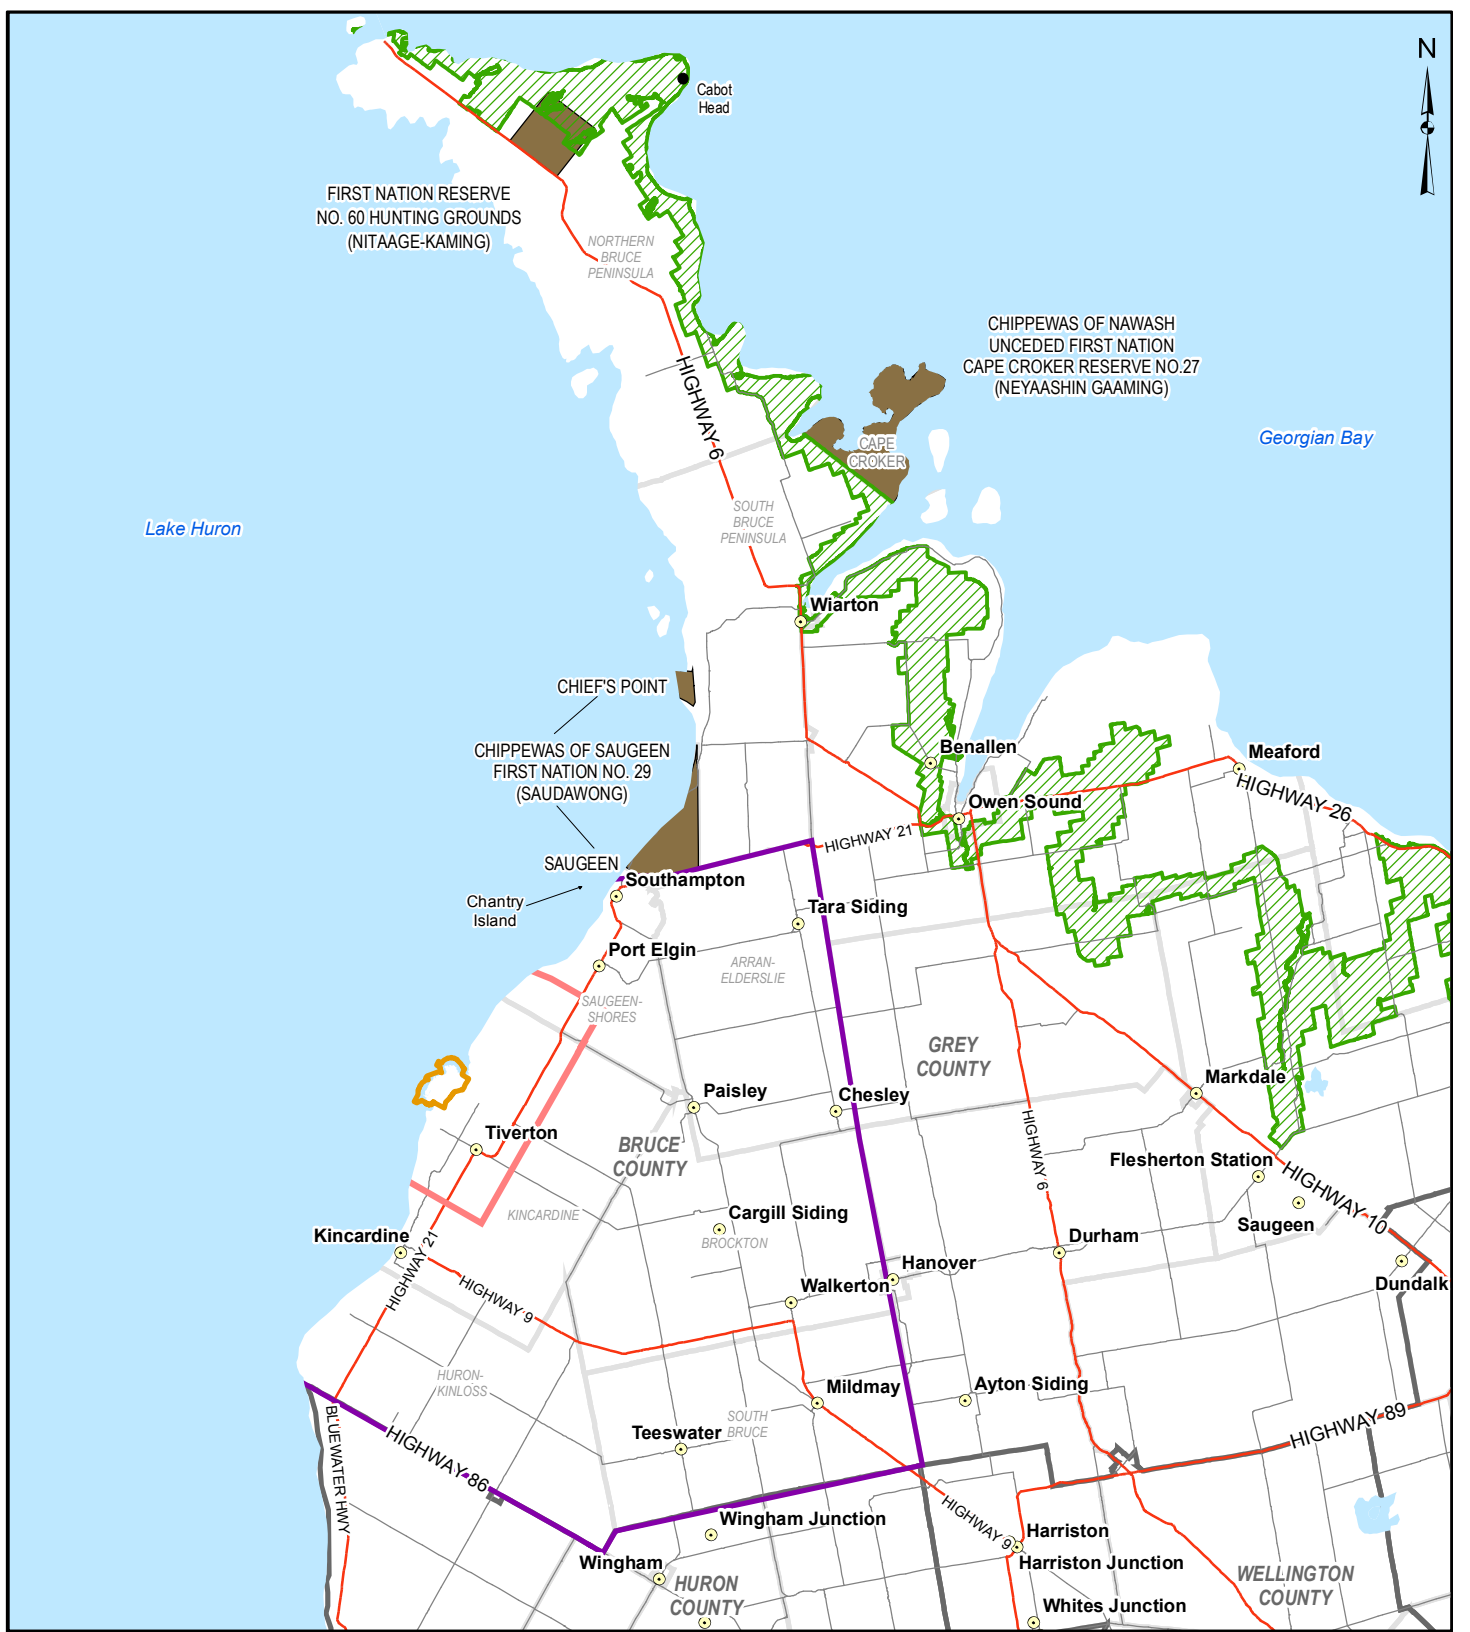 N
Cabot
Head
FIRST NATION RESERVE
NO. 60 HUNTING GROUNDS
(NITAAGE-KAMING)
NORTHERN
BRUCE
PENINSULA
CHIPPEWAS OF NAWASH
UNCEDED FIRST NATION
CAPE CROKER RESERVE NO.27
(NEYAASHIN GAAMING)
HIGHWAY 6
CAPE
CROKER
Georgian Bay
Lake Huron
SOUTH
BRUCE
PENINSULA
Wiarton
CHIEF'S POINT
CHIPPEWAS OF SAUGEEN
FIRST NATION NO. 29
(SAUDAWONG)
Benallen
Meaford
Owen Sound
HIGHWAY 26
HIGHWAY 21
SAUGEEN
Southampton
Chantry
Island
Tara Siding
Port Elgin
ARRAN-
ELDERSLIE
SAUGEEN-
SHORES
GREY
COUNTY
Paisley
Chesley
Markdale
Tiverton
BRUCE
COUNTY
HIGHWAY 6
Flesherton Station
HIGHWAY 10
KINCARDINE
Cargill Siding
BROCKTON
Saugeen
Kincardine
HIGHWAY 21
Durham
Hanover
Walkerton
HIGHWAY 9
Dundalk
HURON-
KINLOSS
Mildmay
Ayton Siding
SOUTH
BRUCE
Teeswater
BLUEWATER HWY
HIGHWAY 86
HIGHWAY 89
Wingham Junction
HIGHWAY 9
Harriston
Harriston Junction
Wingham
HURON
COUNTY
WELLINGTON
COUNTY
Whites Junction